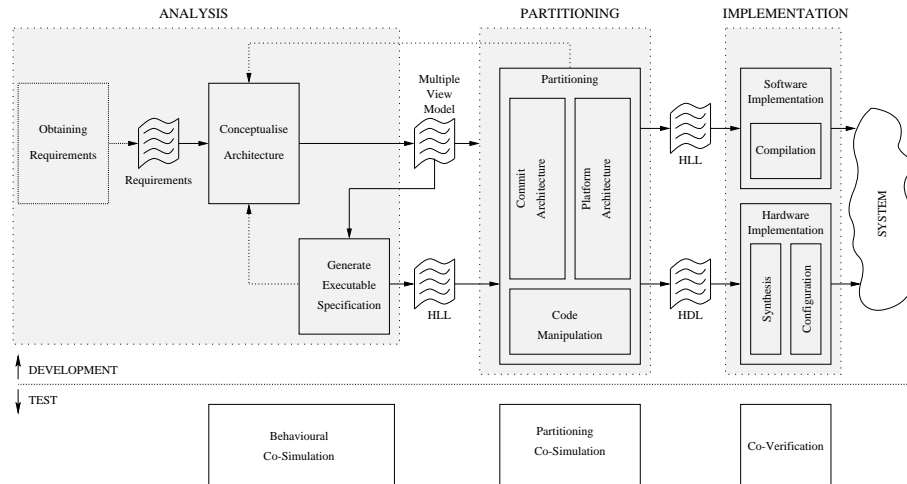 ANALYSIS
PARTITIONING
IMPLEMENTATION
Obtaining
Requirements
Requirements
Conceptualise
Architecture
Multiple
View
Model
Generate
Executable
Specification
HLL
Partitioning
Commit
Architecture
Platform
Architecture
Code
Manipulation
HLL
HDL
Software
Implementation
Compilation
Hardware
Implementation
Synthesis
Configuration
SYSTEM
DEVELOPMENT
TEST
Behavioural
Co-Simulation
Partitioning
Co-Simulation
Co-Verification